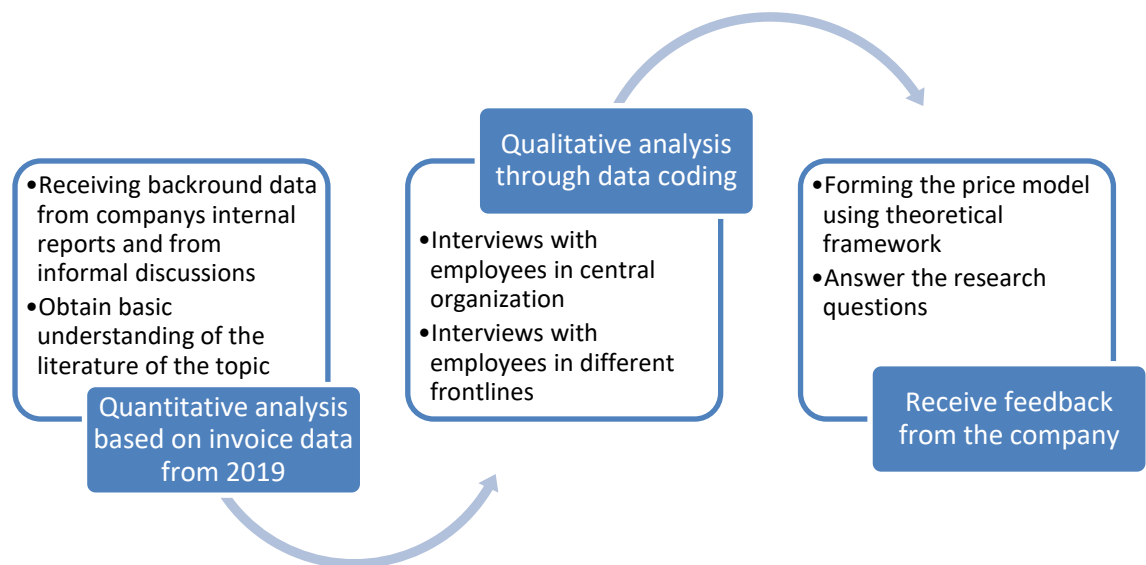 •Receiving backround data
from companys internal
reports and from
informal discussions
•Obtain basic
understanding of the
literature of the topic
Quantitative analysis
based on invoice data
from 2019
Qualitative analysis
through data coding
•Interviews with
employees in central
organization
•Interviews with
employees in different
frontlines
•Forming the price model
using theoretical
framework
•Answer the research
questions
Receive feedback
from the company